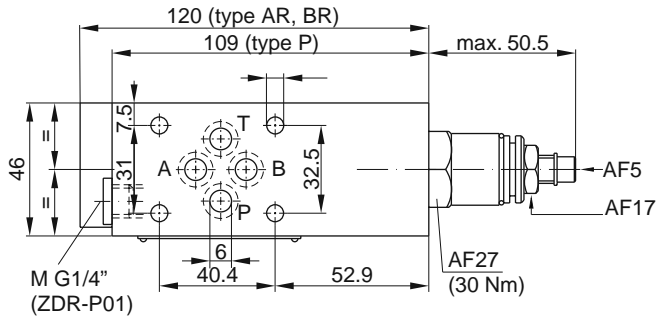 120 (type AR, BR)
109 (type P)
max. 50.5
46
=
=
7.5
31
T
A
B
P
32.5
AF5
AF17
6
40.4
52.9
AF27
(30 Nm)
M G1/4”
(ZDR-P01)